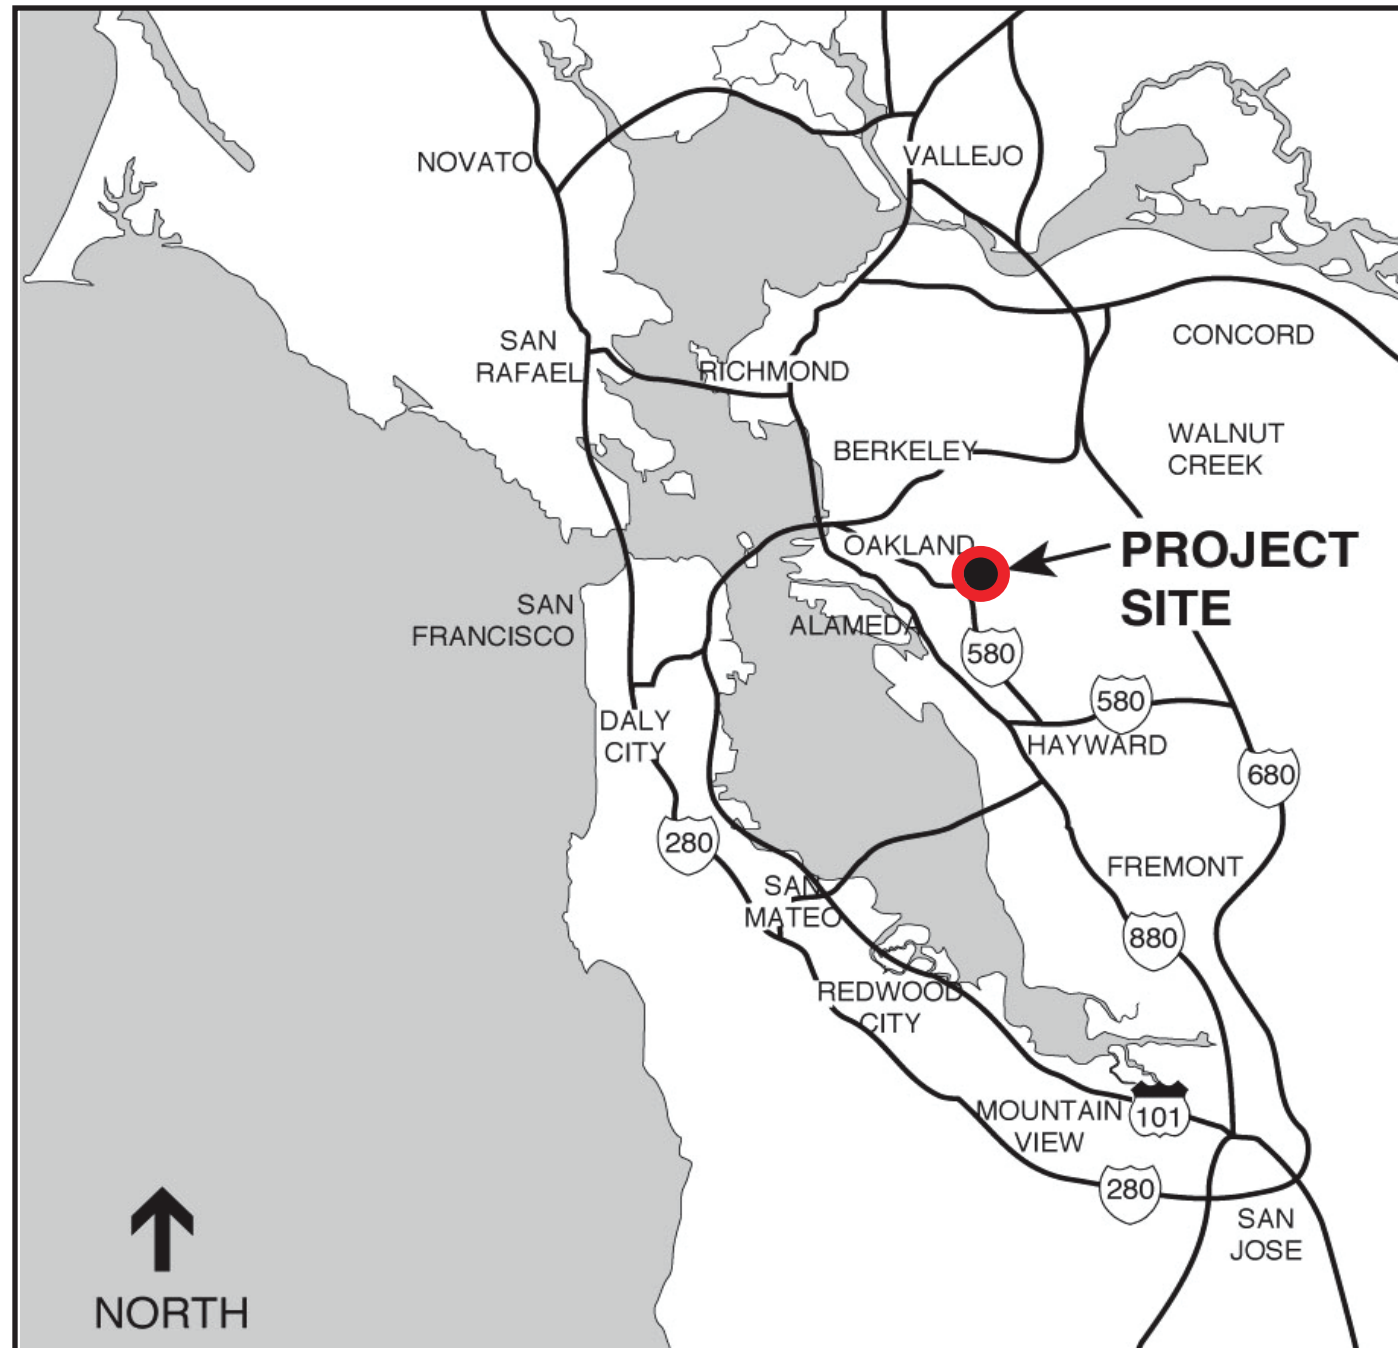 NOVATO
VALLEJO
SAN
RAFAEL
RICHMOND
CONCORD
BERKELEY
WALNUT
CREEK
OAKLAND
PROJECT
SITE
SAN
FRANCISCO
ALAMEDA
580
580
DALY
CITY
HAYWARD
680
280
FREMONT
SAN
MATEO
880
REDWOOD
CITY
MOUNTAIN
VIEW
101
280
SAN
JOSE
NORTH